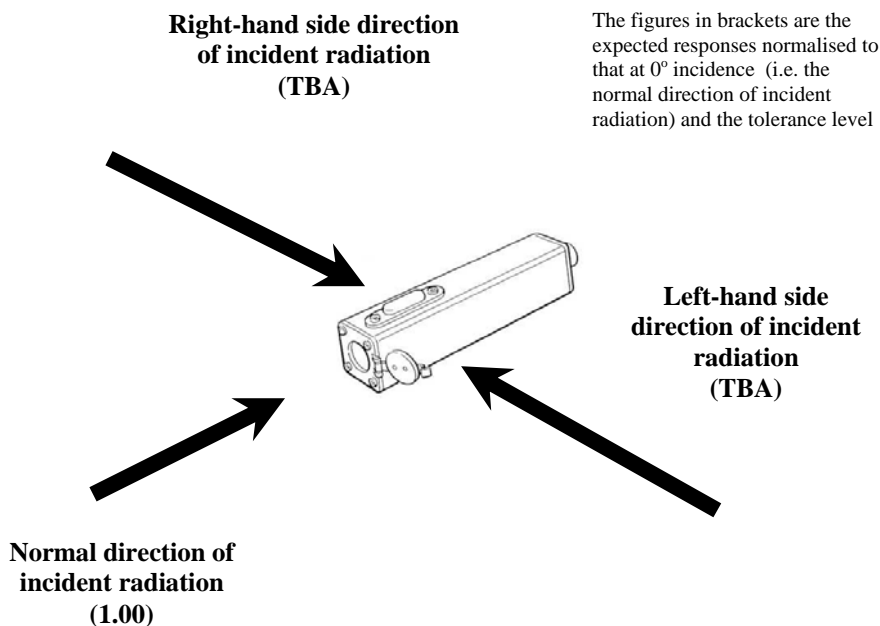 Right-hand side direction
of incident radiation
(TBA)
The figures in brackets are the
expected responses normalised to
that at 0° incidence (i.e. the
normal direction of incident
radiation) and the tolerance level
Left-hand side
direction of incident
radiation
(TBA)
Normal direction of
incident radiation
(1.00)